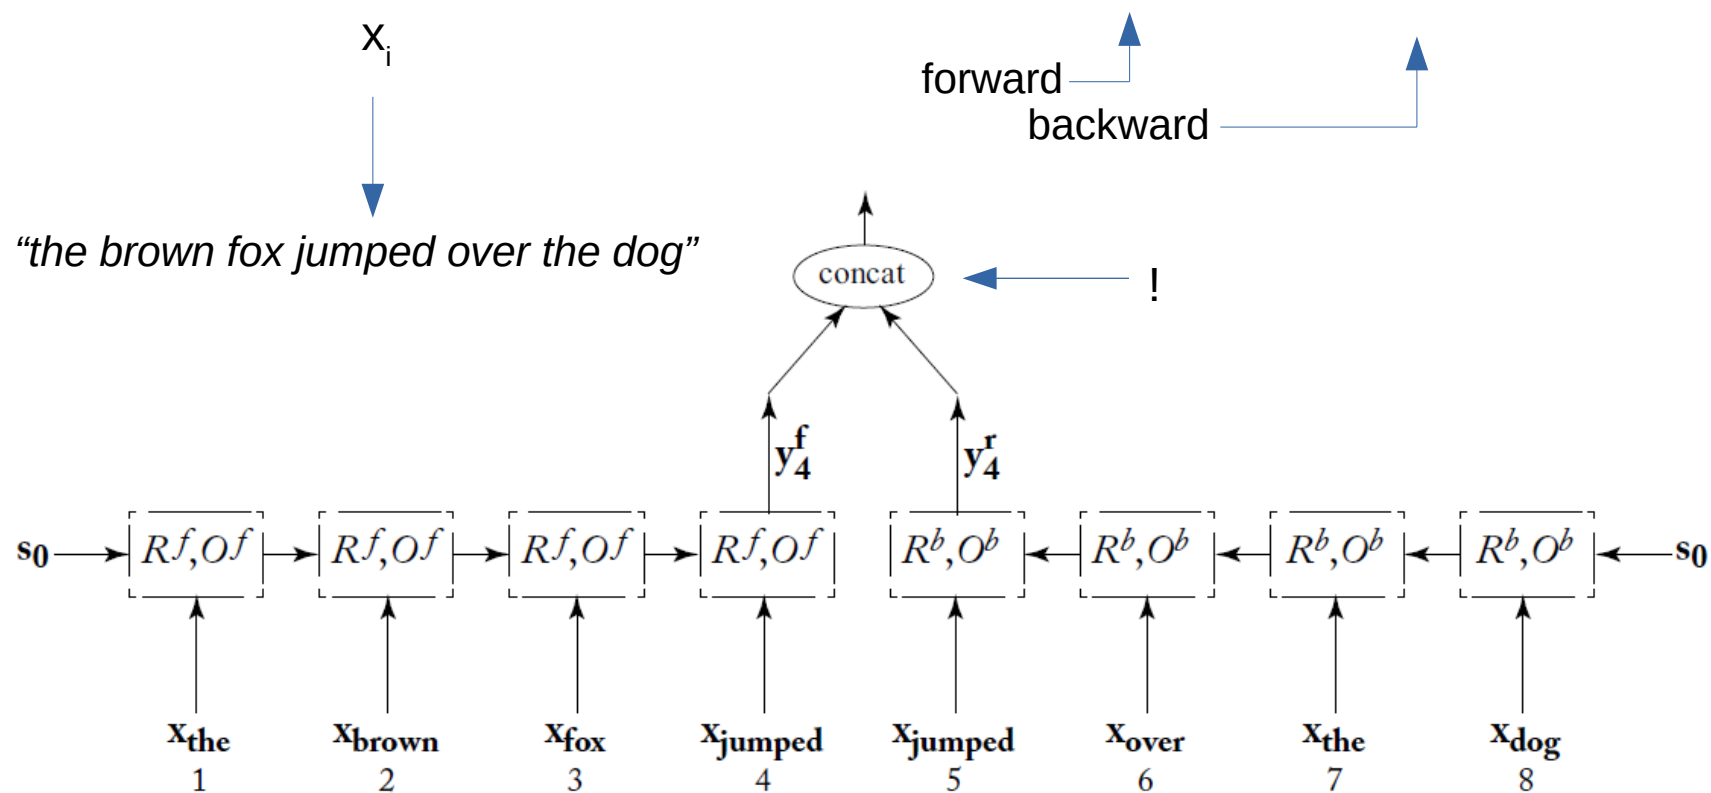 xi
forward
backward
“the brown fox jumped over the dog”
concat
!
y4f y4r
s0 Rf,Of Rf,Of Rf,Of Rf,Of Rb,Ob Rb,Ob Rb,Ob Rb,Ob s0
xthe xbrown xfox xjumped xjumped xover xthe xdog
1 2 3 4 5 6 7 8